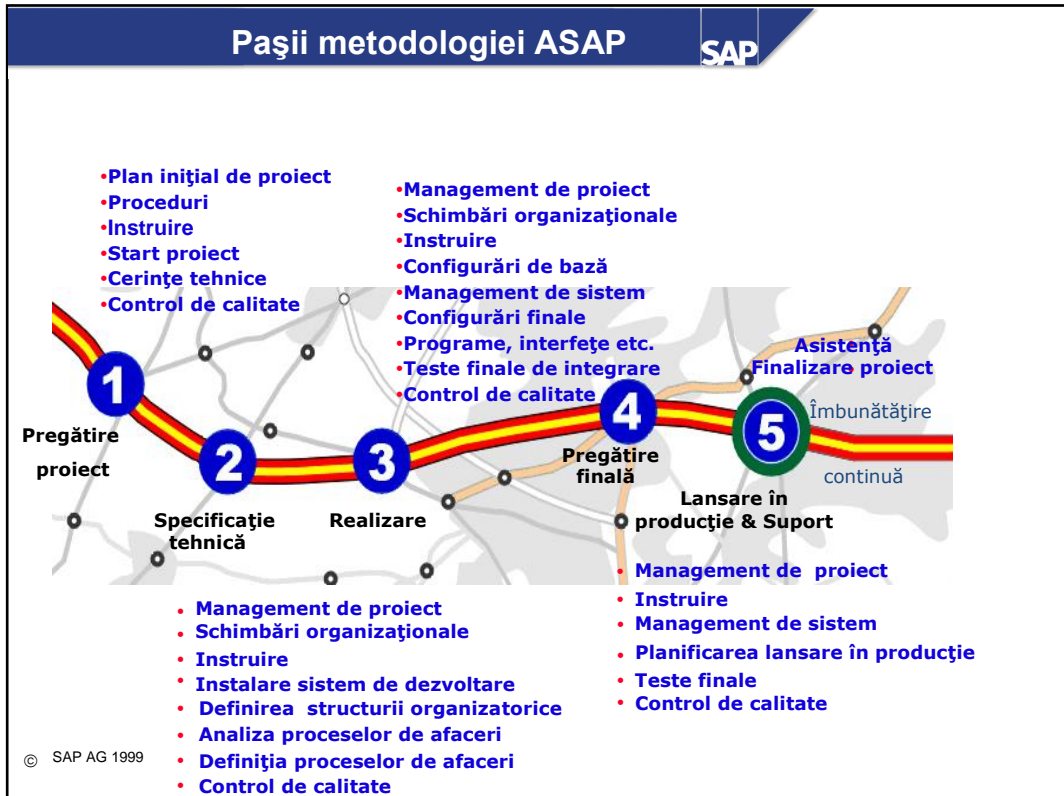 Paşii metodologiei ASAP
SAP
•Plan iniţial de proiect
•Proceduri
•Instruire
•Start proiect
•Cerinţe tehnice
•Control de calitate
•Management de proiect
•Schimbări organizaţionale
•Instruire
•Configurări de bază
•Management de sistem
•Configurări finale
•Programe, interfeţe etc.
•Teste finale de integrare
•Control de calitate
Asistenţă
Finalizare proiect
1
Pregătire
proiect
2
Specificaţie
tehnică
3
Realizare
4
Pregătire
finală
5
Lansare în
producţie & Suport
Îmbunătăţire
continuă
• Management de proiect
• Schimbări organizaţionale
• Instruire
• Instalare sistem de dezvoltare
• Definirea structurii organizatorice
• Analiza proceselor de afaceri
• Definiţia proceselor de afaceri
• Control de calitate
• Management de proiect
• Instruire
• Management de sistem
• Planificarea lansare în producţie
• Teste finale
• Control de calitate
© SAP AG 1999